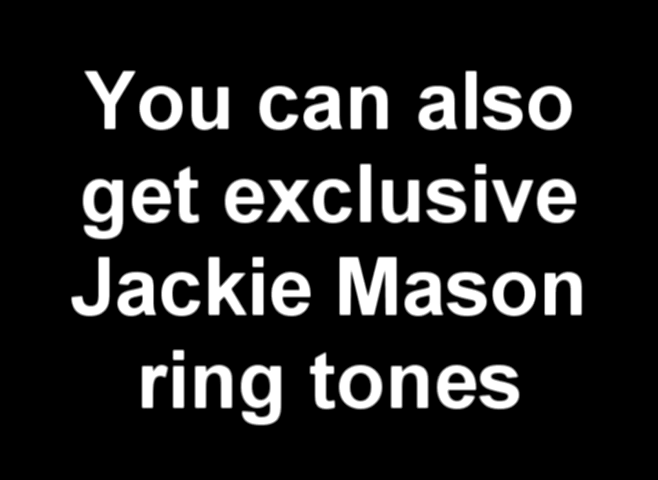 You can also
get exclusive
Jackie Mason
ring tones